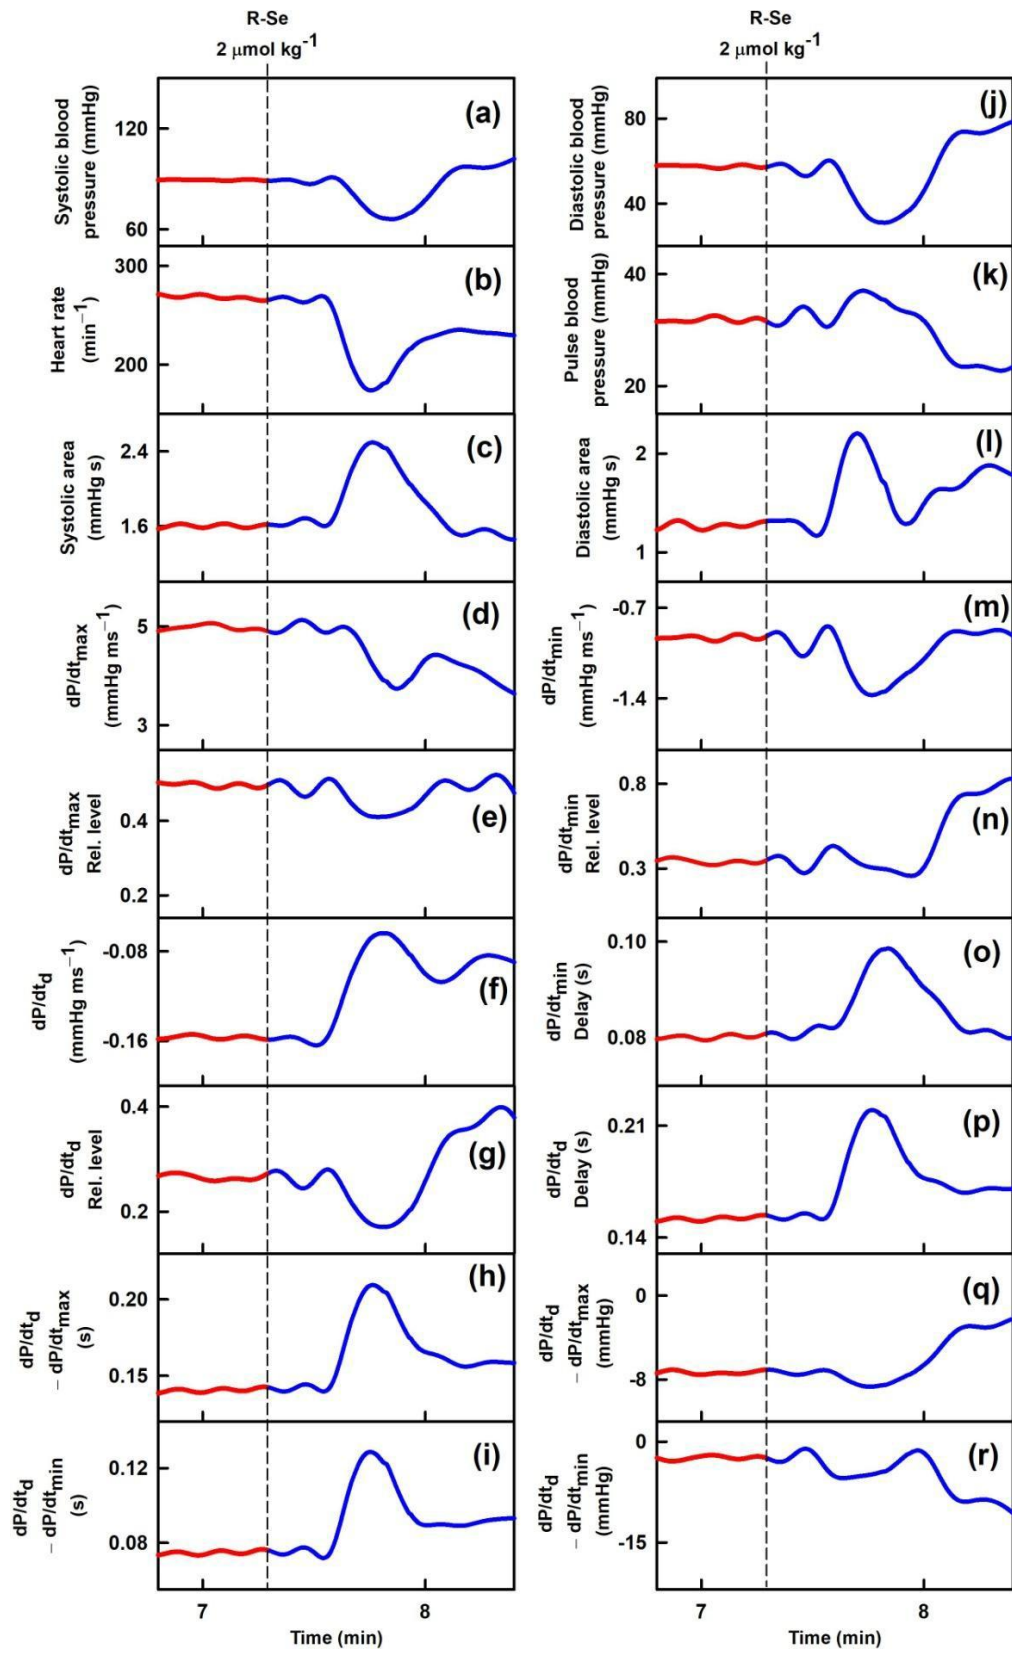 R-Se
2 μmol kg⁻¹
Systolic blood
pressure (mmHg)
120
60
(a)
Heart rate
(min⁻¹)
300
200
(b)
Systolic area
(mmHg s)
2.4
1.6
(c)
dP/dtmax
(mmHg ms⁻¹)
5
3
(d)
dP/dtmax
Rel. level
0.4
0.2
(e)
dP/dtd
(mmHg ms⁻¹)
-0.08
-0.16
(f)
dP/dtd
Rel. level
0.4
0.2
(g)
dP/dtd
– dP/dtmax
(s)
0.20
0.15
(h)
dP/dtd
– dP/dtmin
(s)
0.12
0.08
(i)
7 8
Time (min)
R-Se
2 μmol kg⁻¹
Diastolic blood
pressure (mmHg)
80
40
(j)
Pulse blood
pressure (mmHg)
40
20
(k)
Diastolic area
(mmHg s)
2
1
(l)
dP/dtmin
(mmHg ms⁻¹)
-0.7
-1.4
(m)
dP/dtmin
Rel. level
0.8
0.3
(n)
dP/dtmin
Delay (s)
0.10
0.08
(o)
dP/dtd
Delay (s)
0.21
0.14
(p)
dP/dtd
– dP/dtmax
(mmHg)
0
-8
(q)
dP/dtd
– dP/dtmin
(mmHg)
0
-15
(r)
7 8
Time (min)